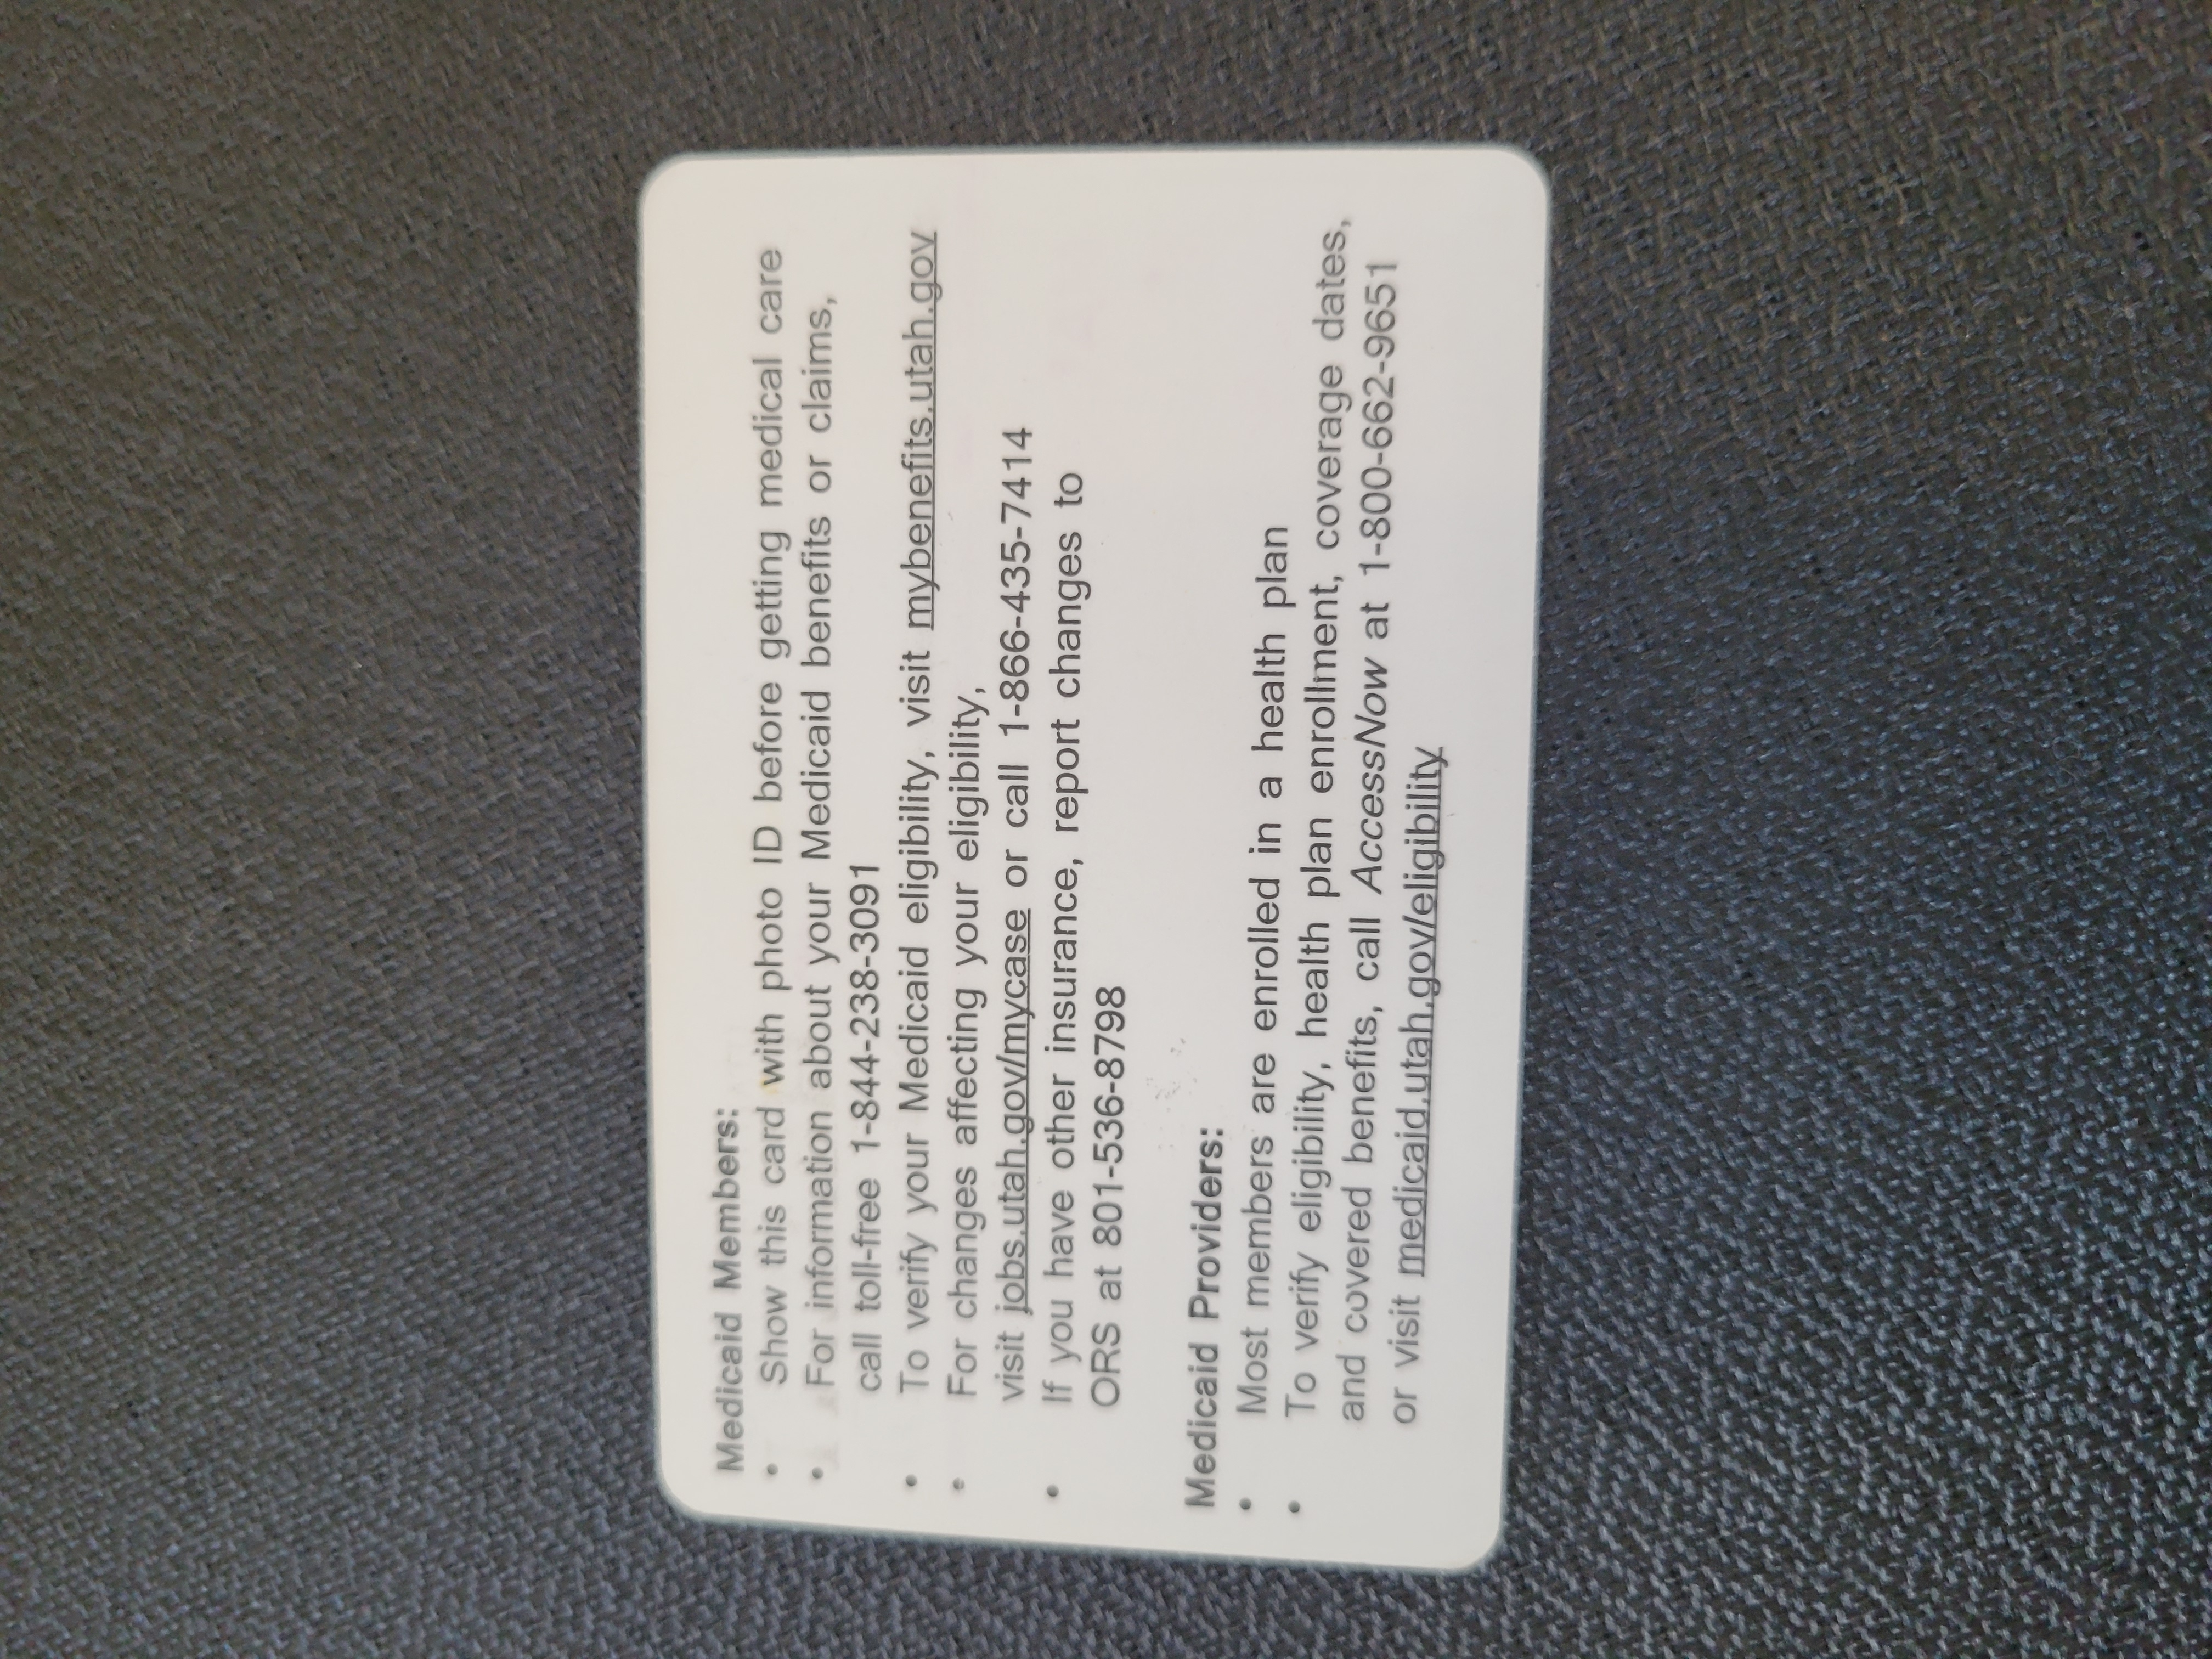 Medicaid Members:
• Show this card with photo ID before getting medical care
• For information about your Medicaid benefits or claims,
call toll-free 1-844-238-3091
• To verify your Medicaid eligibility, visit mybenefits.utah.gov
• For changes affecting your eligibility,
visit jobs.utah.gov/mycase or call 1-866-435-7414
• If you have other insurance, report changes to
ORS at 801-536-8798
Medicaid Providers:
• Most members are enrolled in a health plan
• To verify eligibility, health plan enrollment, coverage dates,
and covered benefits, call AccessNow at 1-800-662-9651
or visit medicaid.utah.gov/eligibility